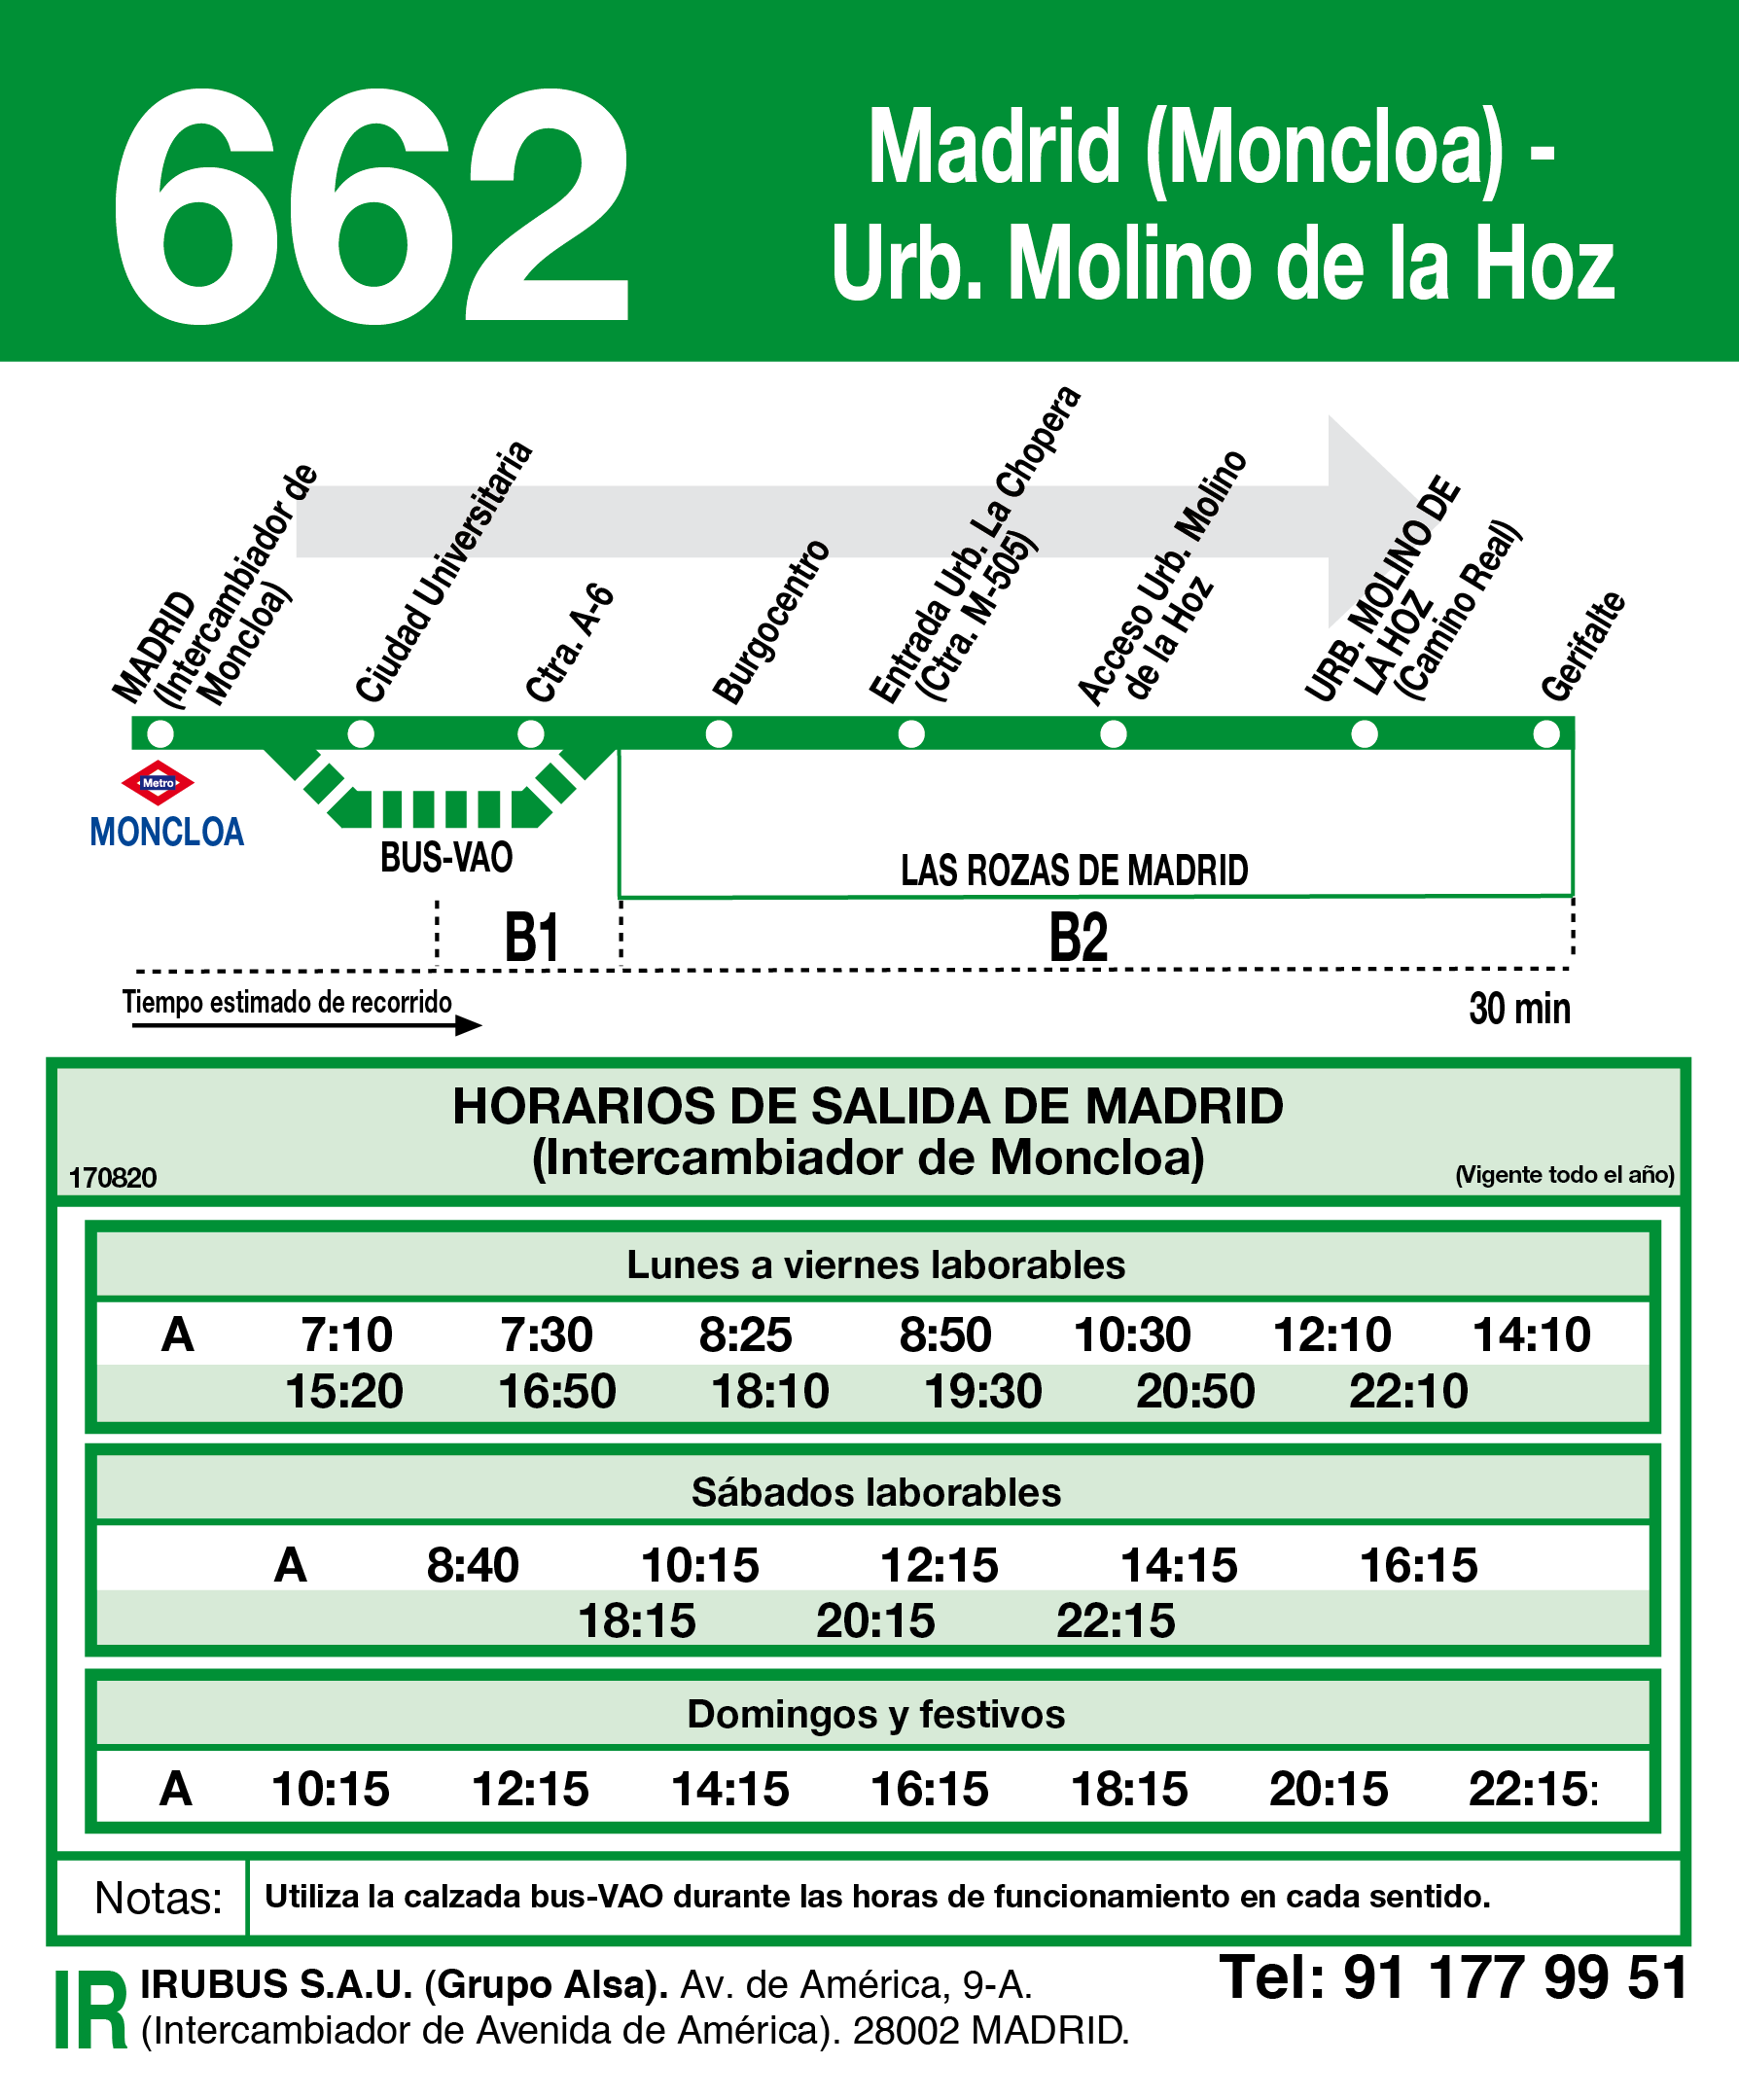 662
Madrid (Moncloa) -
Urb. Molino de la Hoz
MADRID
(Intercambiador de
Moncloa)
Ciudad Universitaria
Ctra. A-6
Burgocentro
Entrada Urb. La Chopera
(Ctra. M-505)
Acceso Urb. Molino
de la Hoz
URB. MOLINO DE
LA HOZ
(Camino Real)
Gerifalte
Metro
MONCLOA
BUS-VAO
LAS ROZAS DE MADRID
B1 B2
Tiempo estimado de recorrido
30 min
HORARIOS DE SALIDA DE MADRID
(Intercambiador de Moncloa)
170820 (Vigente todo el año)
Lunes a viernes laborables
A 7:10 7:30 8:25 8:50 10:30 12:10 14:10
15:20 16:50 18:10 19:30 20:50 22:10
Sábados laborables
A 8:40 10:15 12:15 14:15 16:15
18:15 20:15 22:15
Domingos y festivos
A 10:15 12:15 14:15 16:15 18:15 20:15 22:15:
Notas: Utiliza la calzada bus-VAO durante las horas de funcionamiento en cada sentido.
IR
IRUBUS S.A.U. (Grupo Alsa). Av. de América, 9-A.
(Intercambiador de Avenida de América). 28002 MADRID.
Tel: 91 177 99 51